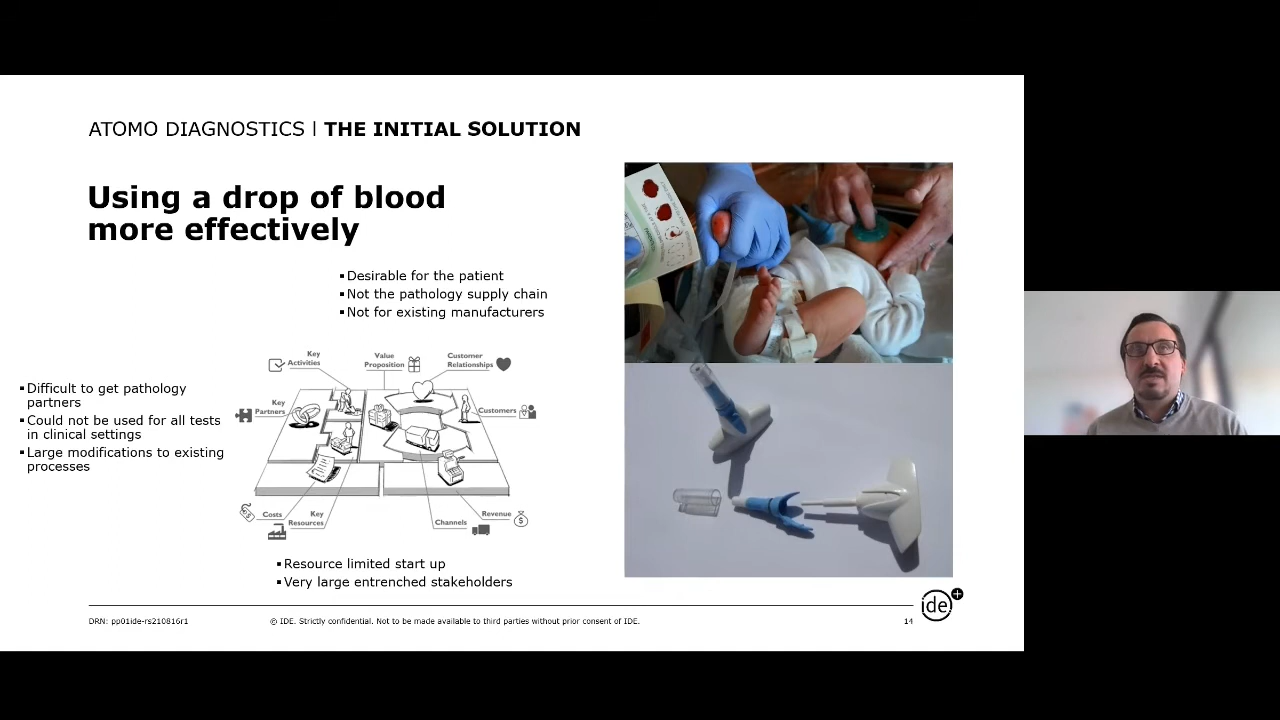 ATOMO DIAGNOSTICS | THE INITIAL SOLUTION
Using a drop of blood
more effectively
▪ Desirable for the patient
▪ Not the pathology supply chain
▪ Not for existing manufacturers
▪ Difficult to get pathology
partners
▪ Could not be used for all tests
in clinical settings
▪ Large modifications to existing
processes
Key
Activities
Value
Proposition
Customer
Relationships
Key
Partners
Customers
Costs
Key
Resources
Channels
Revenue
▪ Resource limited start up
▪ Very large entrenched stakeholders
DRN: pp01ide-rs210816r1
© IDE. Strictly confidential. Not to be made available to third parties without prior consent of IDE.
14
ide+